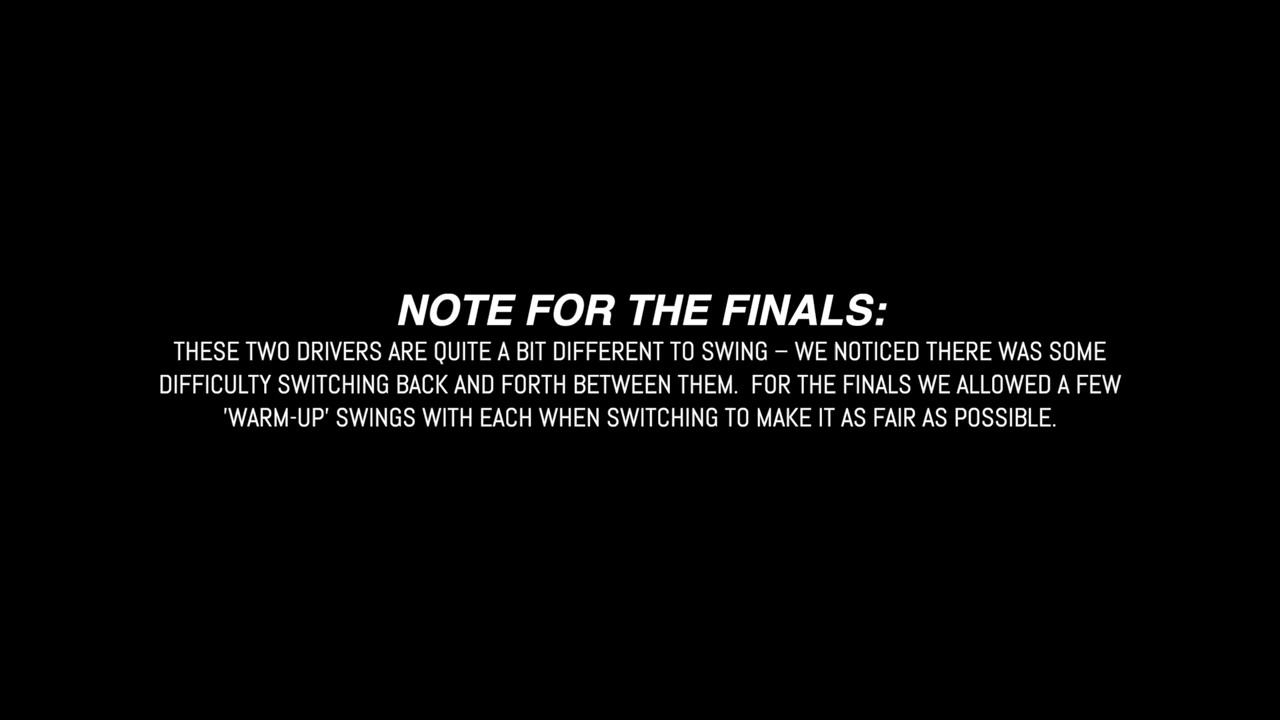 NOTE FOR THE FINALS:
THESE TWO DRIVERS ARE QUITE A BIT DIFFERENT TO SWING – WE NOTICED THERE WAS SOME
DIFFICULTY SWITCHING BACK AND FORTH BETWEEN THEM.  FOR THE FINALS WE ALLOWED A FEW
'WARM-UP' SWINGS WITH EACH WHEN SWITCHING TO MAKE IT AS FAIR AS POSSIBLE.